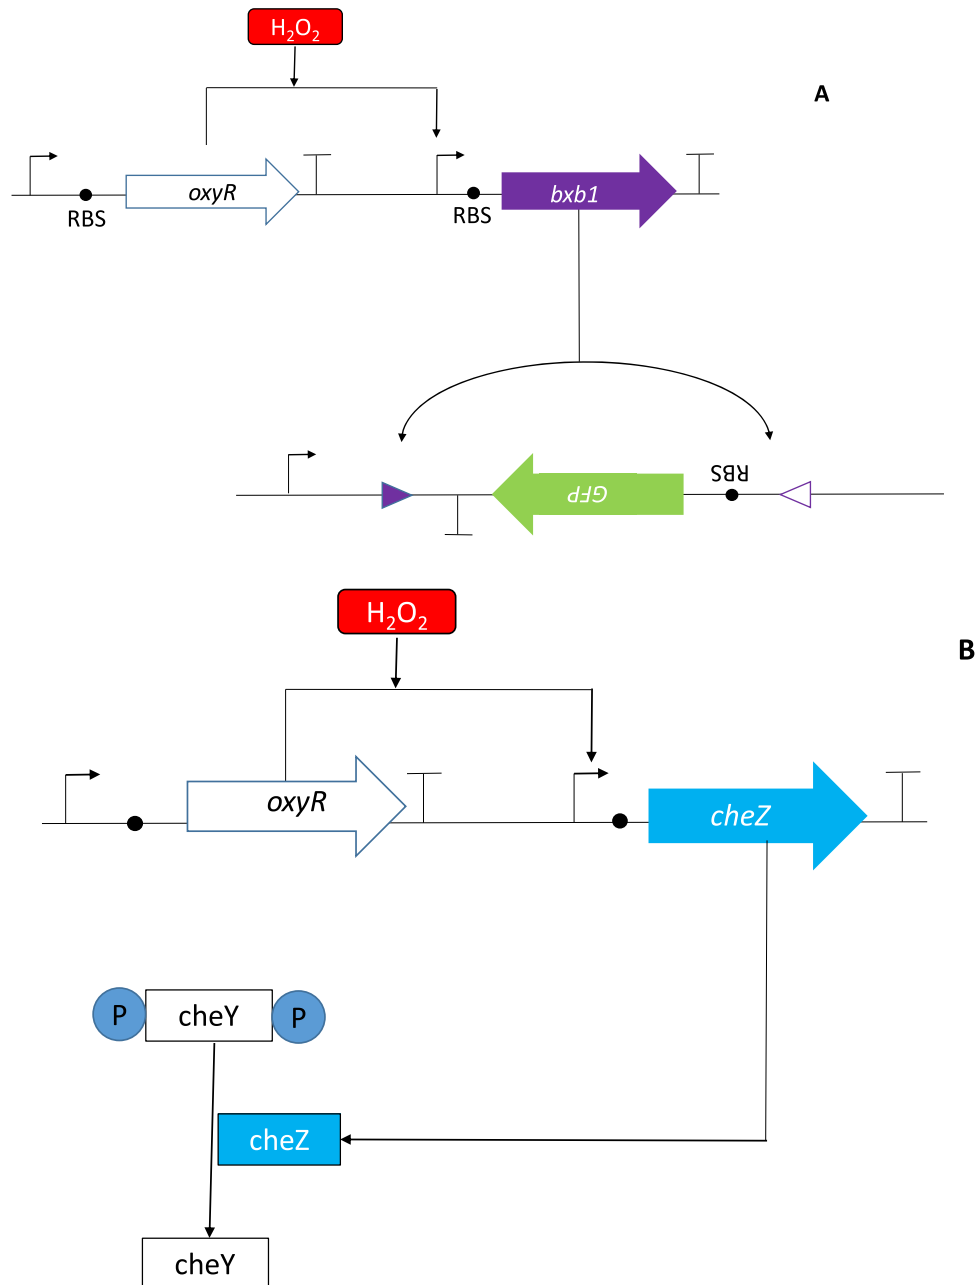 H₂O₂
A
oxyR
bxb1
RBS
RBS
RBS
GFP
H₂O₂
B
oxyR
cheZ
P cheY P
cheZ
cheY